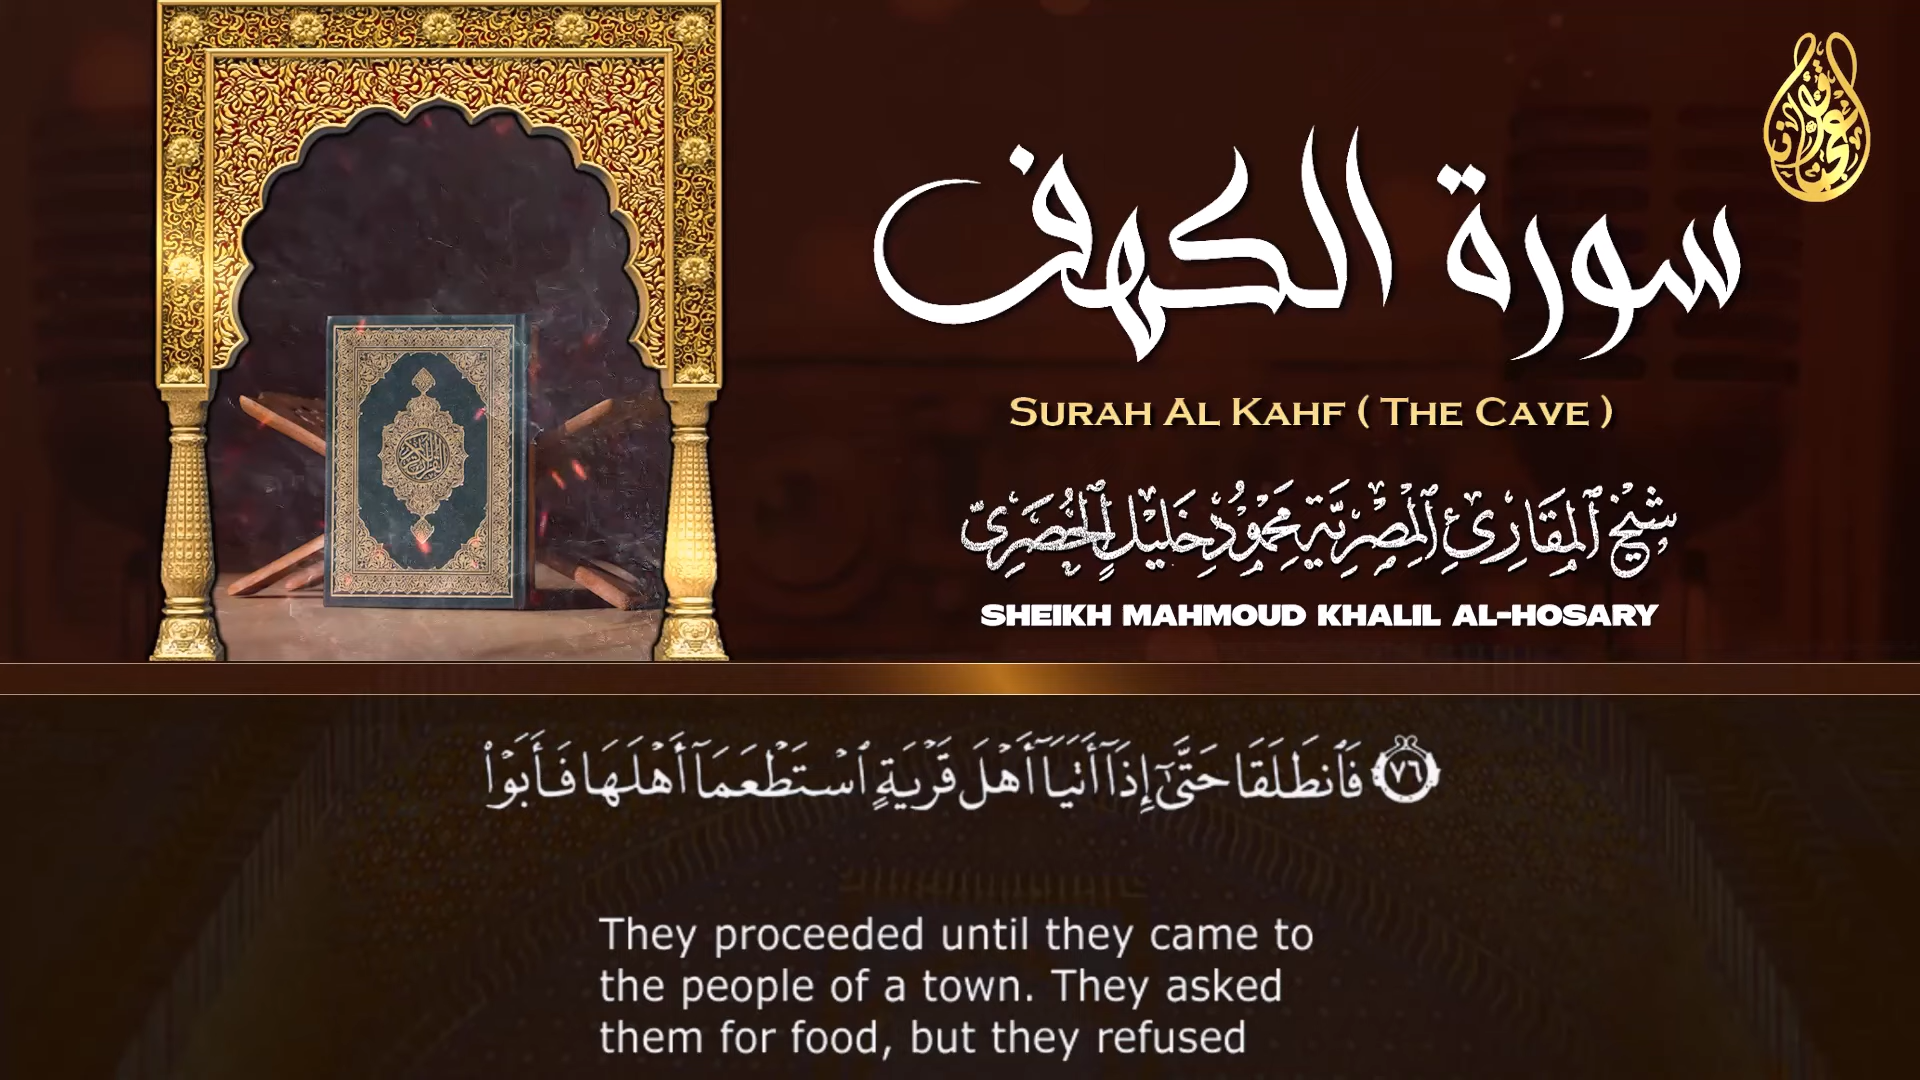 سورة الكهف
SURAH AL KAHF ( THE CAVE )
شيخ المقارئ المصرية محمود خليل الحصري
SHEIKH MAHMOUD KHALIL AL-HOSARY
٧٦ فَٱنطَلَقَا حَتَّىٰٓ إِذَآ أَتَيَآ أَهْلَ قَرْيَةٍ ٱسْتَطْعَمَآ أَهْلَهَا فَأَبَوْا۟
They proceeded until they came to
the people of a town. They asked
them for food, but they refused